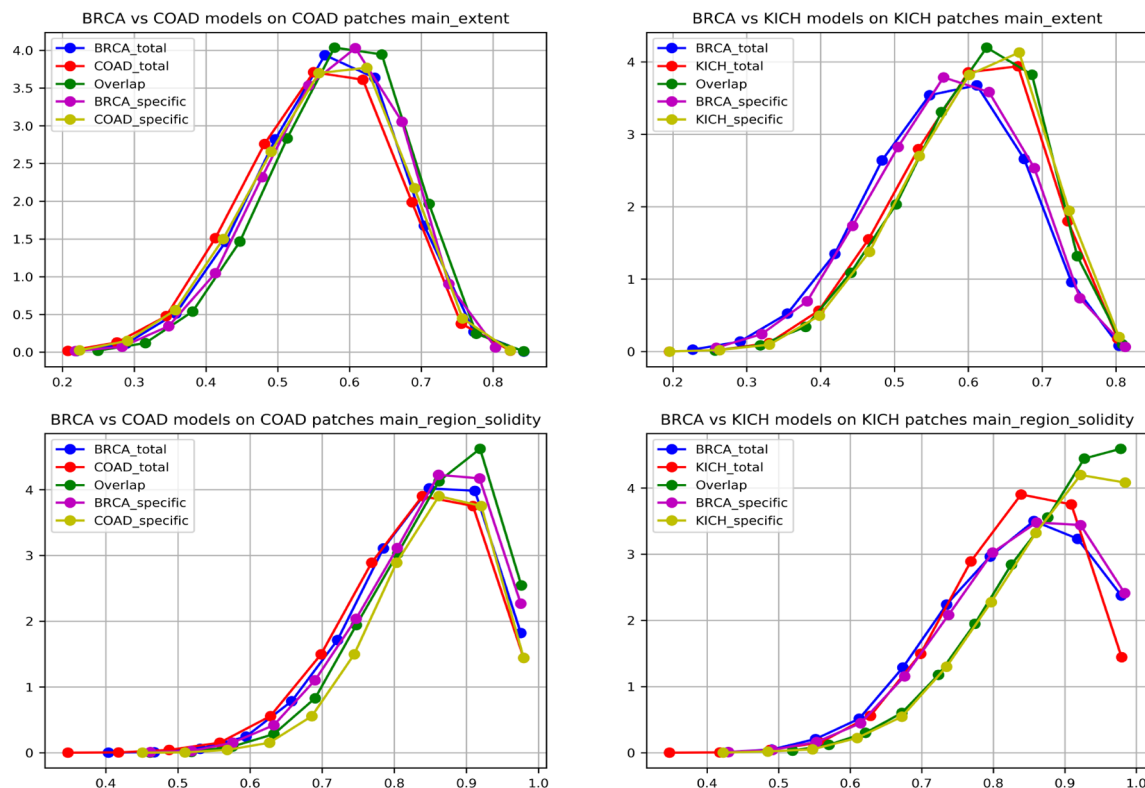 BRCA vs COAD models on COAD patches main_extent
BRCA_total
COAD_total
Overlap
BRCA_specific
COAD_specific
4.0
3.5
3.0
2.5
2.0
1.5
1.0
0.5
0.0
0.2 0.3 0.4 0.5 0.6 0.7 0.8
BRCA vs KICH models on KICH patches main_extent
BRCA_total
KICH_total
Overlap
BRCA_specific
KICH_specific
4
3
2
1
0
0.2 0.3 0.4 0.5 0.6 0.7 0.8
BRCA vs COAD models on COAD patches main_region_solidity
BRCA_total
COAD_total
Overlap
BRCA_specific
COAD_specific
4
3
2
1
0
0.4 0.5 0.6 0.7 0.8 0.9 1.0
BRCA vs KICH models on KICH patches main_region_solidity
BRCA_total
KICH_total
Overlap
BRCA_specific
KICH_specific
4
3
2
1
0
0.4 0.5 0.6 0.7 0.8 0.9 1.0